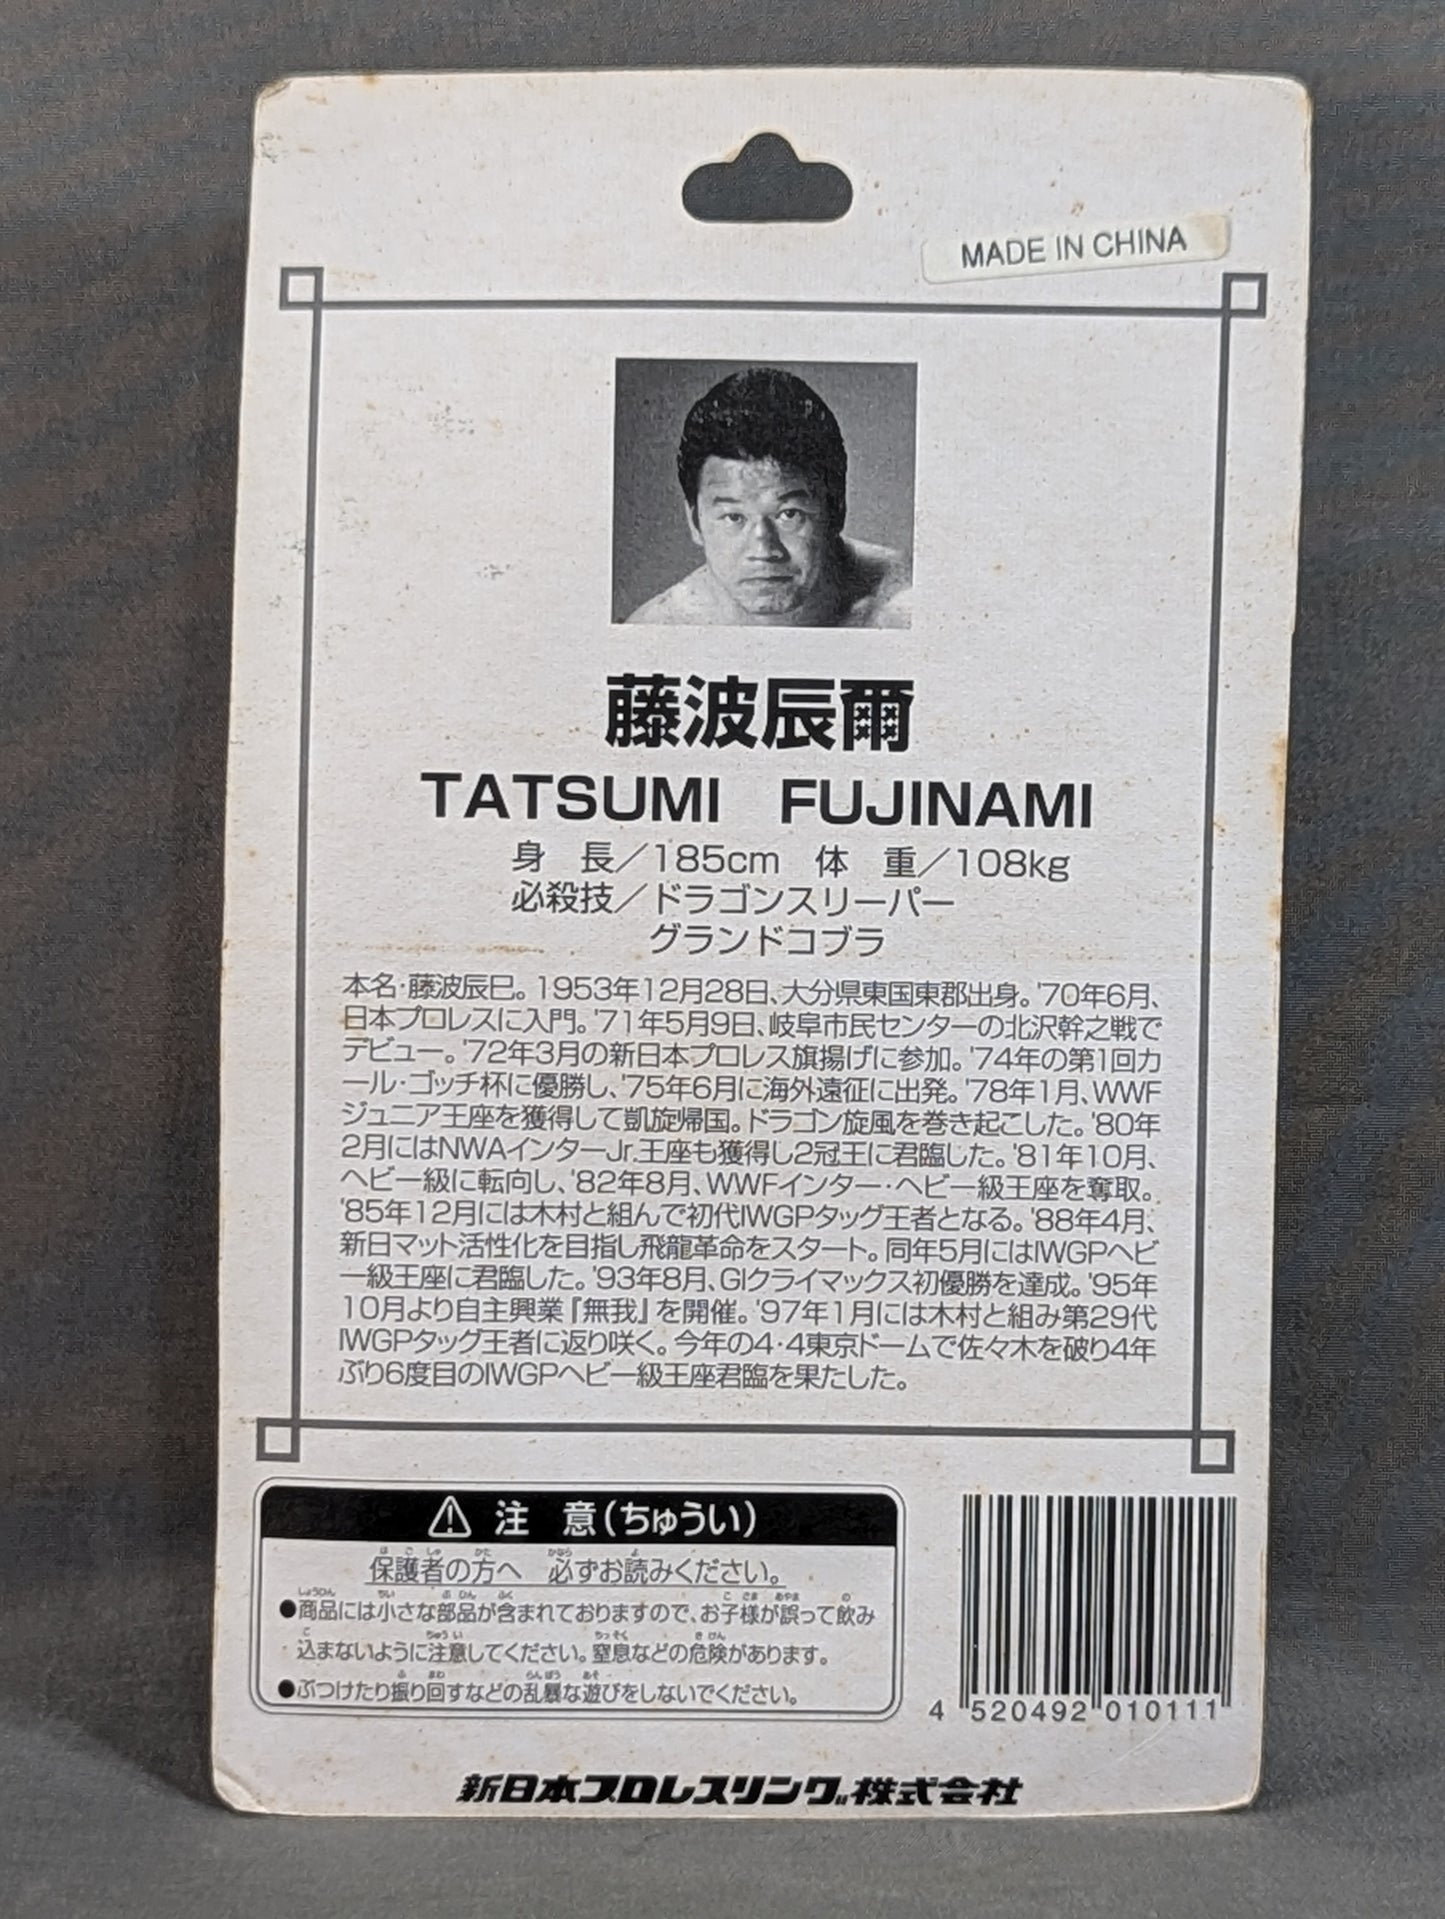 MADE IN CHINA
藤波辰爾
TATSUMI　FUJINAMI
身　長／185cm　体　重／108kg
必殺技／ドラゴンスリーパー
グランドコブラ
本名･藤波辰巳。1953年12月28日、大分県東国東郡出身。'70年6月、
日本プロレスに入門。'71年5月9日、岐阜市民センターの北沢幹之戦で
デビュー。'72年3月の新日本プロレス旗揚げに参加。'74年の第1回カ
ール･ゴッチ杯に優勝し、'75年6月に海外遠征に出発。'78年1月、WWF
ジュニア王座を獲得して凱旋帰国。ドラゴン旋風を巻き起こした。'80年
2月にはNWAインターJr.王座も獲得し2冠王に君臨した。'81年10月、
ヘビー級に転向し、'82年8月、WWFインター･ヘビー級王座を奪取。
'85年12月には木村と組んで初代IWGPタッグ王者となる。'88年4月、
新日マット活性化を目指し飛龍革命をスタート。同年5月にはIWGPヘビ
ー級王座に君臨した。'93年8月、GIクライマックス初優勝を達成。'95年
10月より自主興業『無我』を開催。'97年1月には木村と組み第29代
IWGPタッグ王者に返り咲く。今年の4･4東京ドームで佐々木を破り4年
ぶり6度目のIWGPヘビー級王座君臨を果たした。
⚠ 注　意（ちゅうい）
保護者の方へ　必ずお読みください。
●商品には小さな部品が含まれておりますので、お子様が誤って飲み
込まないように注意してください。窒息などの危険があります。
●ぶつけたり振り回すなどの乱暴な遊びをしないでください。
4 520492 010111
新日本プロレスリング株式会社